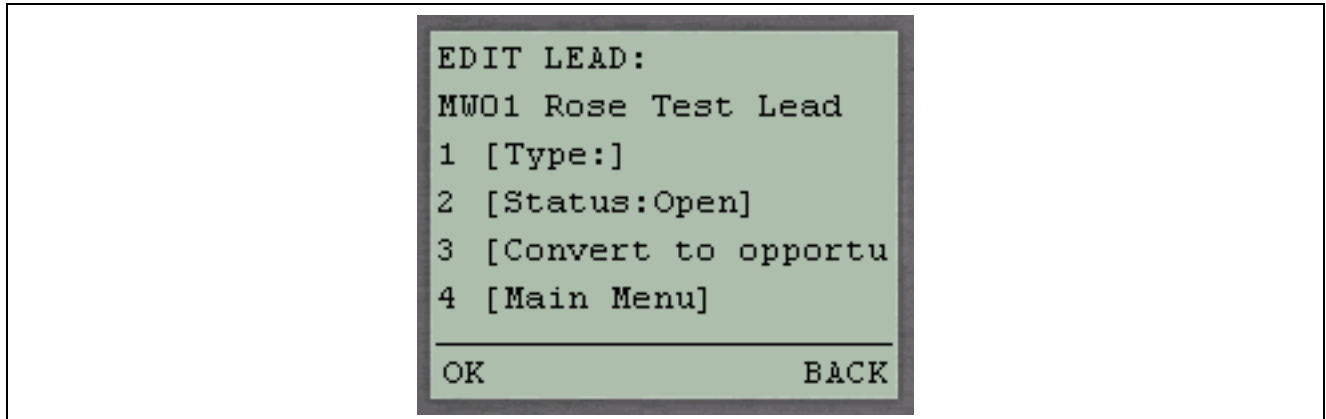 EDIT LEAD:
MW01 Rose Test Lead
1 [Type:]
2 [Status:Open]
3 [Convert to opportu
4 [Main Menu]
OK BACK